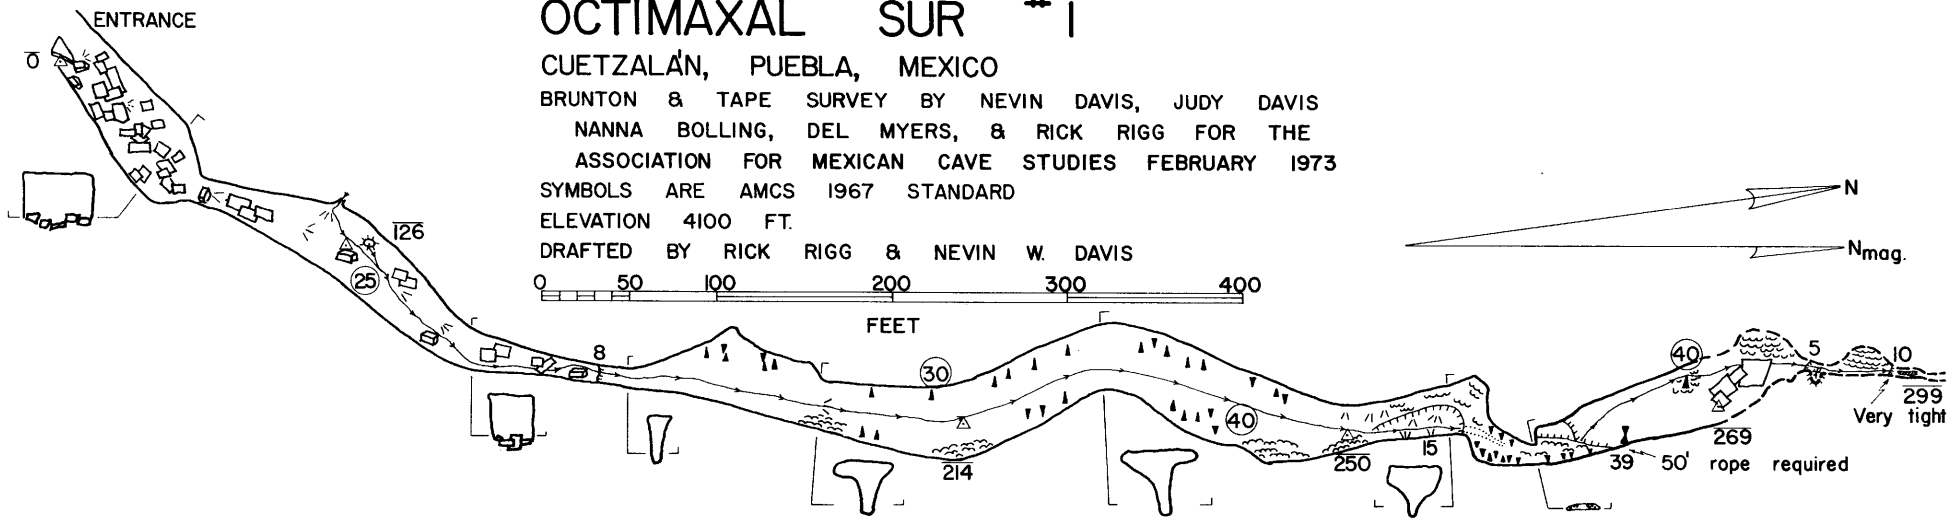 OCTIMAXAL SUR #1
ENTRANCE
CUETZALÁN, PUEBLA, MEXICO
BRUNTON & TAPE SURVEY BY NEVIN DAVIS, JUDY DAVIS
NANNA BOLLING, DEL MYERS, & RICK RIGG FOR THE
ASSOCIATION FOR MEXICAN CAVE STUDIES FEBRUARY 1973
SYMBOLS ARE AMCS 1967 STANDARD
ELEVATION 4100 FT.
DRAFTED BY RICK RIGG & NEVIN W. DAVIS
0 50 100 200 300 400
FEET
N
Nmag.
0
126
25
8
30
214
40
250
15
40
39
50' rope required
269
5
10
299
Very tight